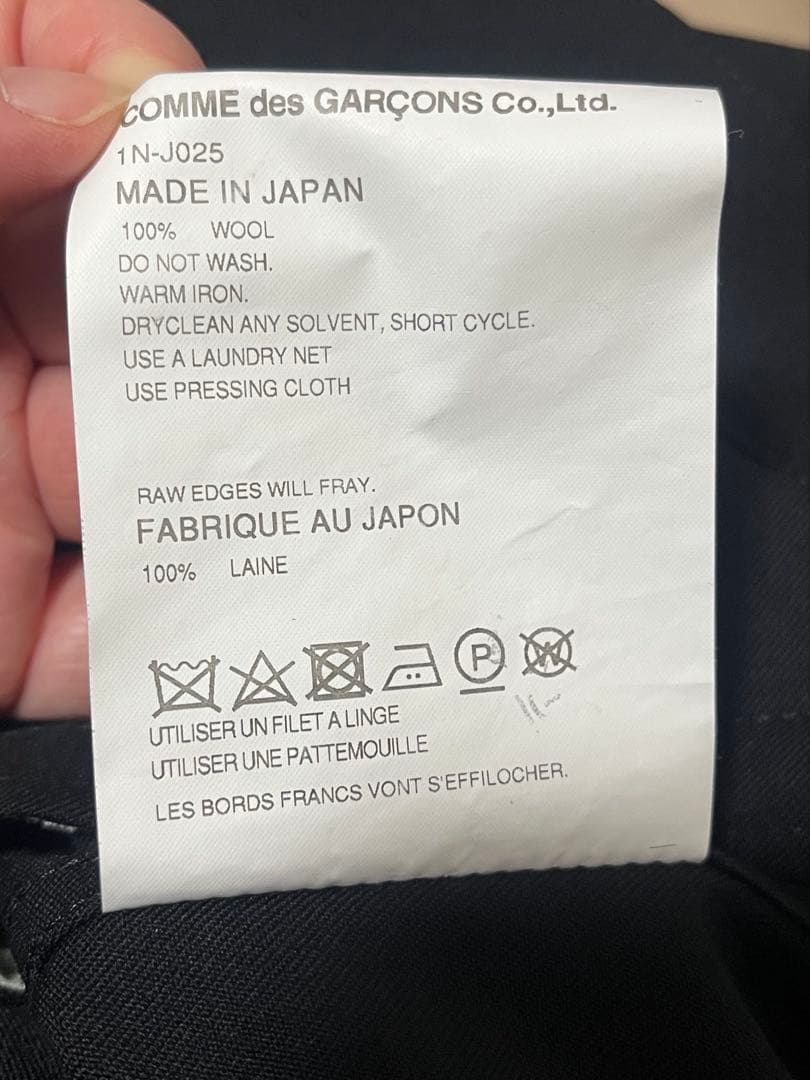 COMME des GARÇONS Co.,Ltd.
1N-J025
MADE IN JAPAN
100% WOOL
DO NOT WASH.
WARM IRON.
DRYCLEAN ANY SOLVENT, SHORT CYCLE.
USE A LAUNDRY NET
USE PRESSING CLOTH
RAW EDGES WILL FRAY.
FABRIQUE AU JAPON
100% LAINE
P W
UTILISER UN FILET A LINGE
UTILISER UNE PATTEMOUILLE
LES BORDS FRANCS VONT S'EFFILOCHER.